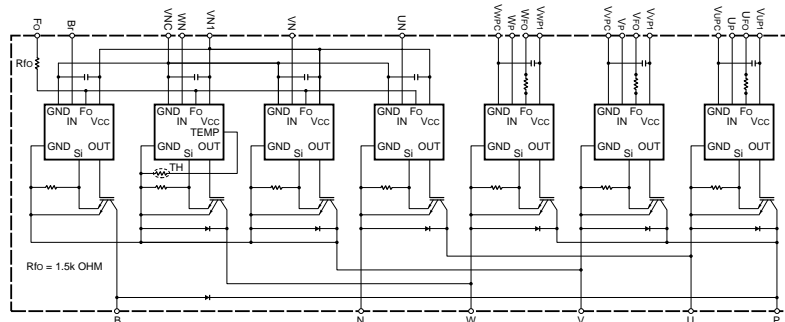 FO
Br
VNC
WN
VN1
VN
UN
VWPC
WP
WFO
VWP1
VVPC
VP
VFO
VVP1
VUPC
UP
UFO
VUP1
RFO
GND FO
IN VCC
GND OUT
Si
GND FO
IN VCC
TEMP
GND OUT
Si
TH
GND FO
IN VCC
GND OUT
Si
GND FO
IN VCC
GND OUT
Si
GND FO
IN VCC
GND OUT
Si
GND FO
IN VCC
GND OUT
Si
GND FO
IN VCC
GND OUT
Si
RFO = 1.5k OHM
B N W V U P